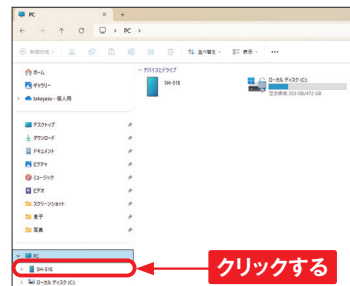 PC
PC
新規作成
並べ替え
表示
ホーム
ギャラリー
takayasu - 個人用
デスクトップ
ダウンロード
ドキュメント
ピクチャ
ミュージック
ビデオ
スクリーンショット
息子
写真
PC
SH-51E
ローカル ディスク (C:)
デバイスとドライブ
SH-51E
ローカル ディスク (C:)
空き領域 333 GB/472 GB
クリックする